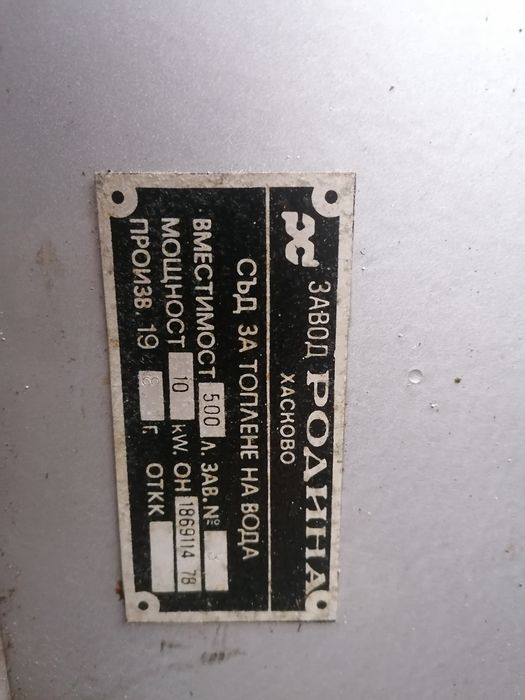 ЗАВОД РОДИНА
ХАСКОВО
СЪД ЗА ТОПЛЕНЕ НА ВОДА
ВМЕСТИМОСТ 500 Л. ЗАВ. №
МОЩНОСТ 10 kW. ОН 1869114 78
ПРОИЗВ. 198 г. ОТКК